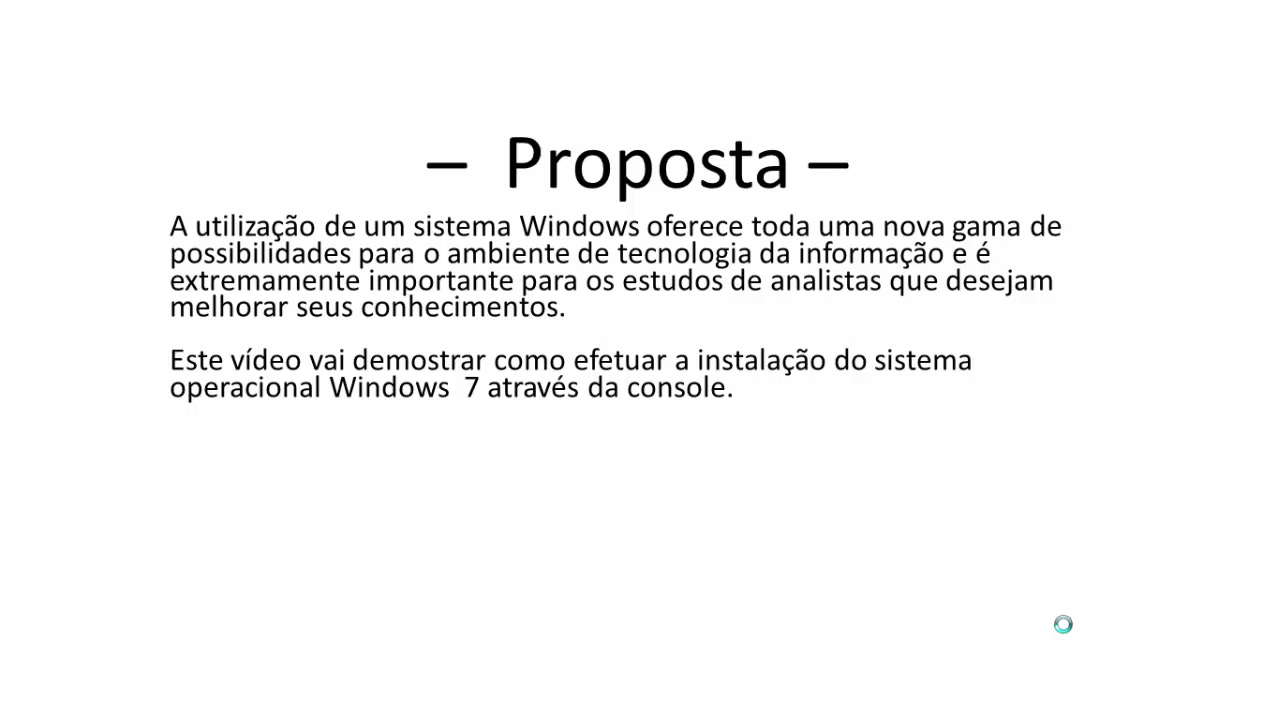 – Proposta –
A utilização de um sistema Windows oferece toda uma nova gama de
possibilidades para o ambiente de tecnologia da informação e é
extremamente importante para os estudos de analistas que desejam
melhorar seus conhecimentos.
Este vídeo vai demostrar como efetuar a instalação do sistema
operacional Windows 7 através da console.